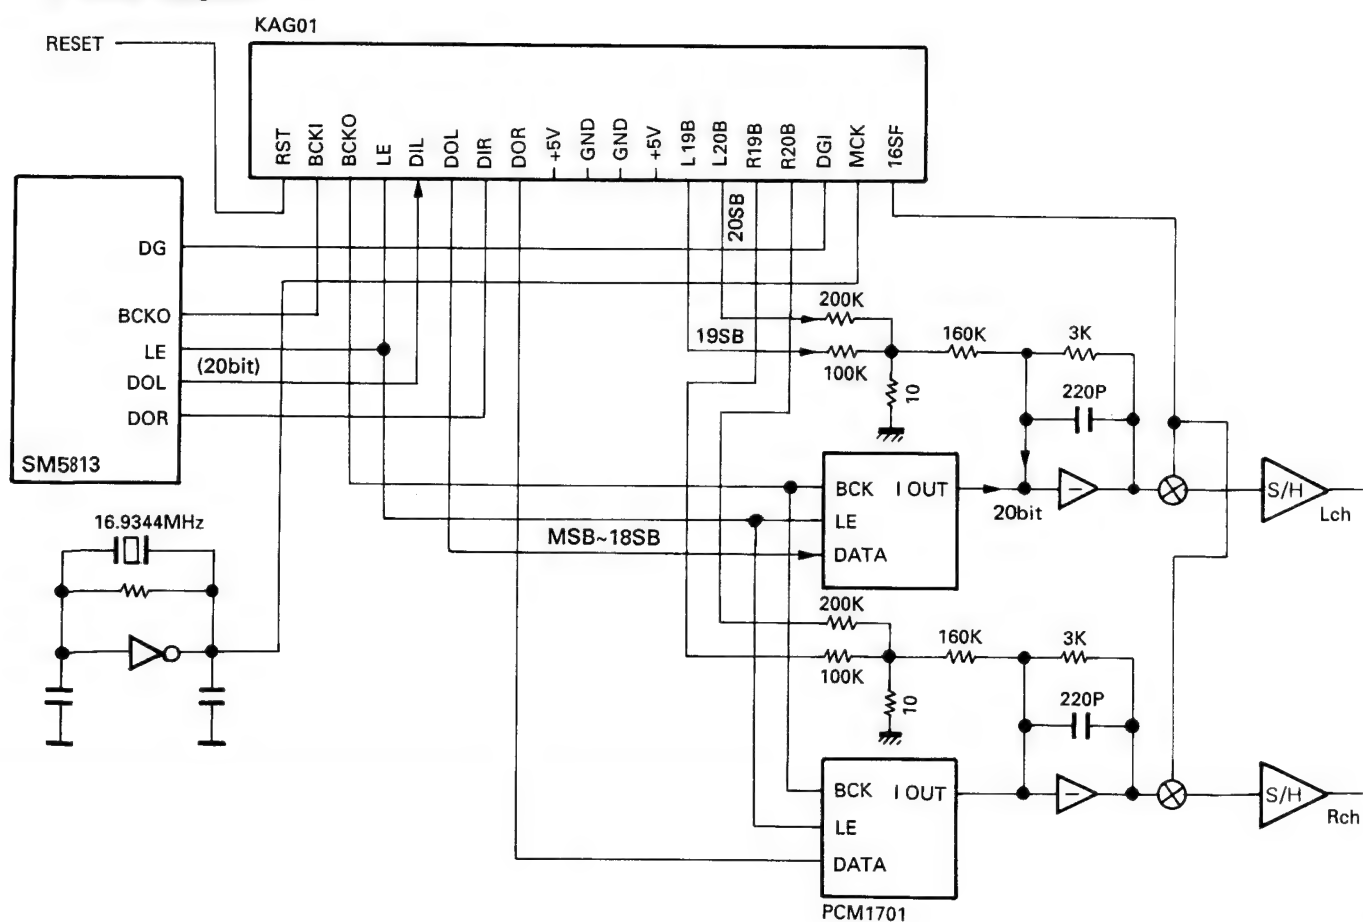 KAG01
RESET
RST
BCKI
BCKO
LE
DIL
DOL
DIR
DOR
+5V
GND
GND
+5V
L19B
L20B
R19B
R20B
DGI
MCK
16SF
DG
BCKO
LE
(20bit)
DOL
DOR
SM5813
20SB
200K
19SB
100K
10
160K
3K
220P
BCK
I OUT
LE
DATA
20bit
−
S/H
Lch
MSB~18SB
16.9344MHz
200K
100K
10
160K
3K
220P
BCK
I OUT
LE
DATA
−
S/H
Rch
PCM1701